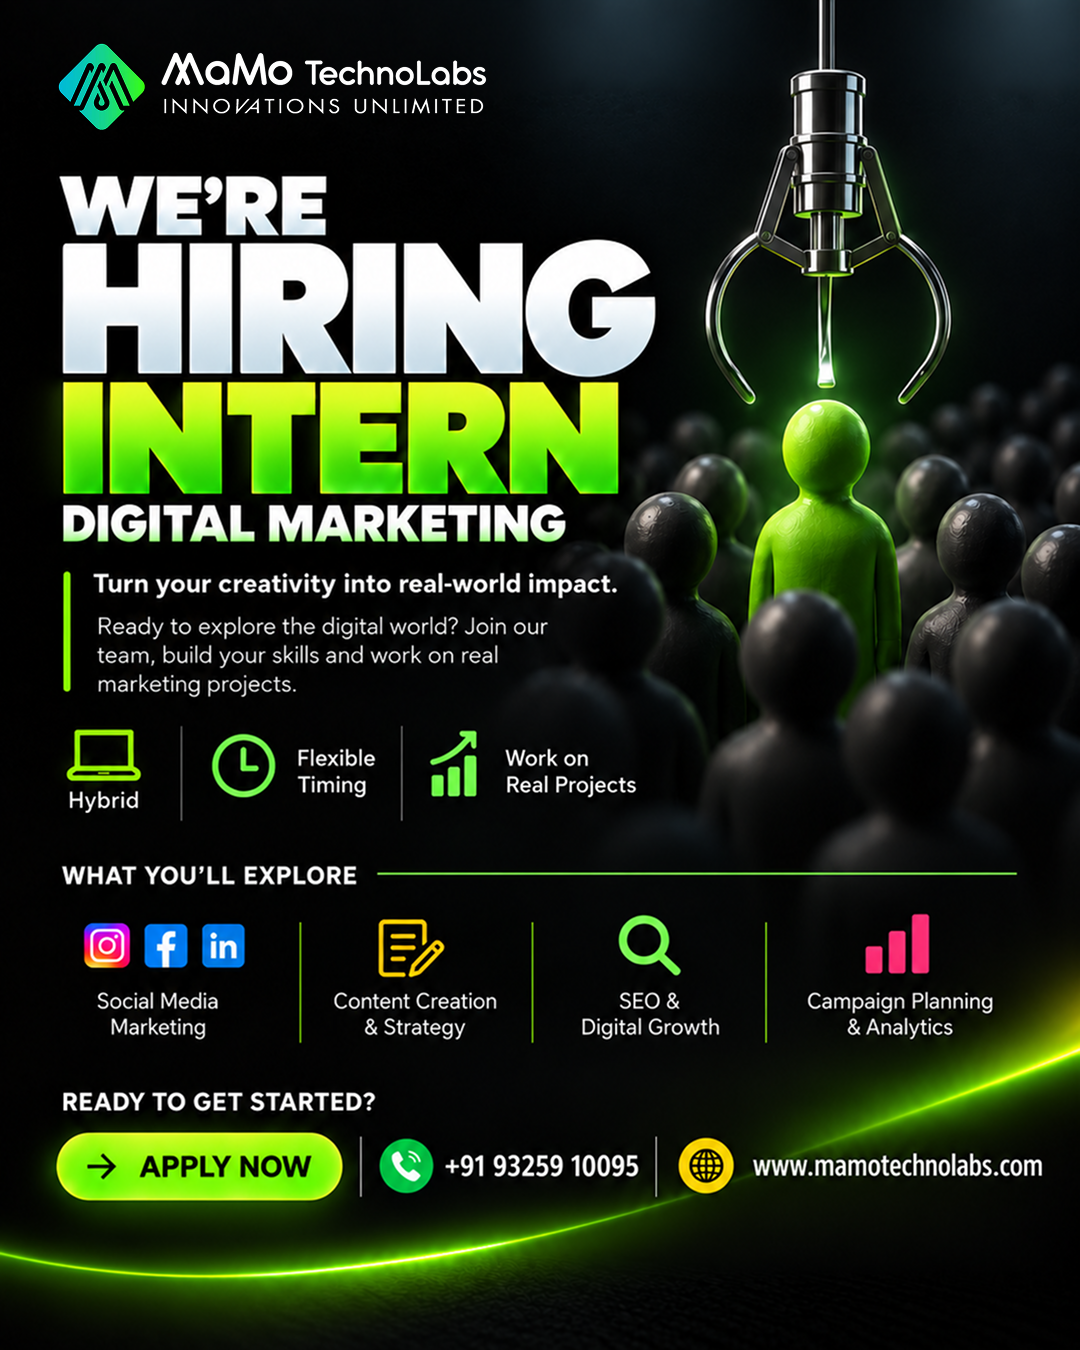 MaMo TechnoLabs
INNOVATIONS UNLIMITED
WE'RE
HIRING
INTERN
DIGITAL MARKETING
Turn your creativity into real-world impact.
Ready to explore the digital world? Join our
team, build your skills and work on real
marketing projects.
Hybrid
Flexible
Timing
Work on
Real Projects
WHAT YOU'LL EXPLORE
Social Media
Marketing
Content Creation
& Strategy
SEO &
Digital Growth
Campaign Planning
& Analytics
READY TO GET STARTED?
→ APPLY NOW
+91 93259 10095
www.mamotechnolabs.com